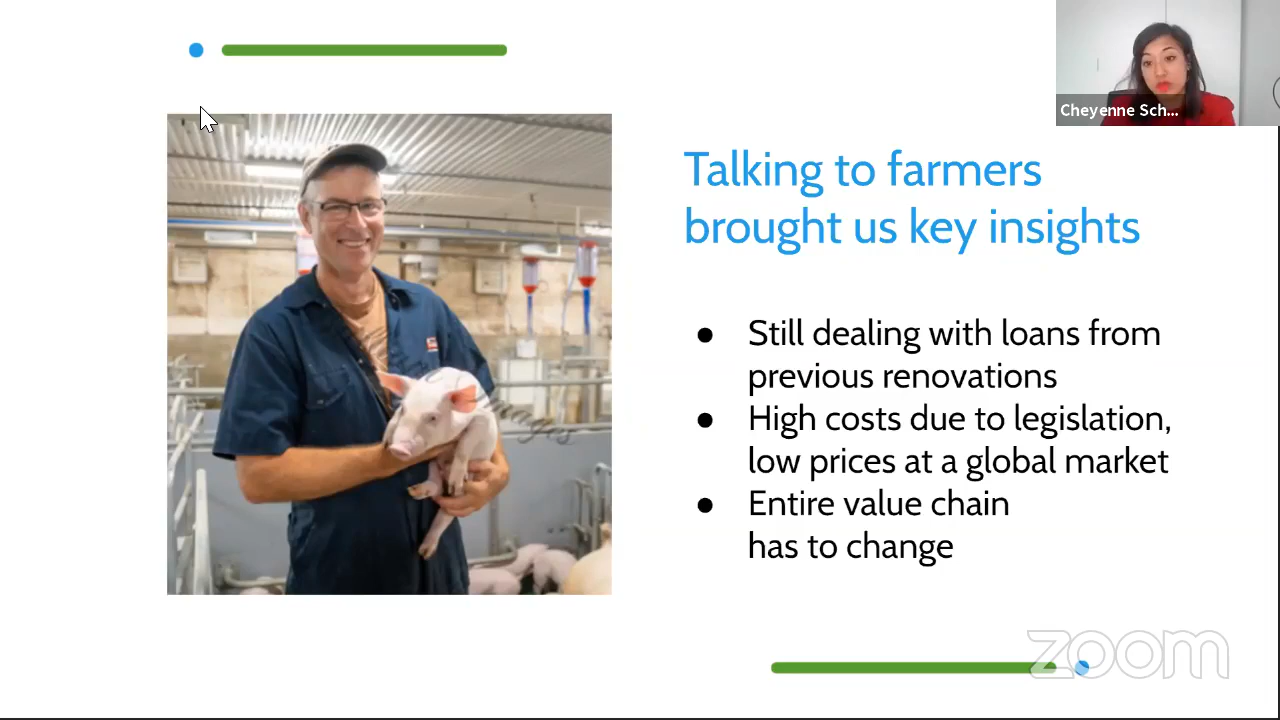 Cheyenne Sch...
Talking to farmers
brought us key insights
● Still dealing with loans from
previous renovations
● High costs due to legislation,
low prices at a global market
● Entire value chain
has to change
images
zoom